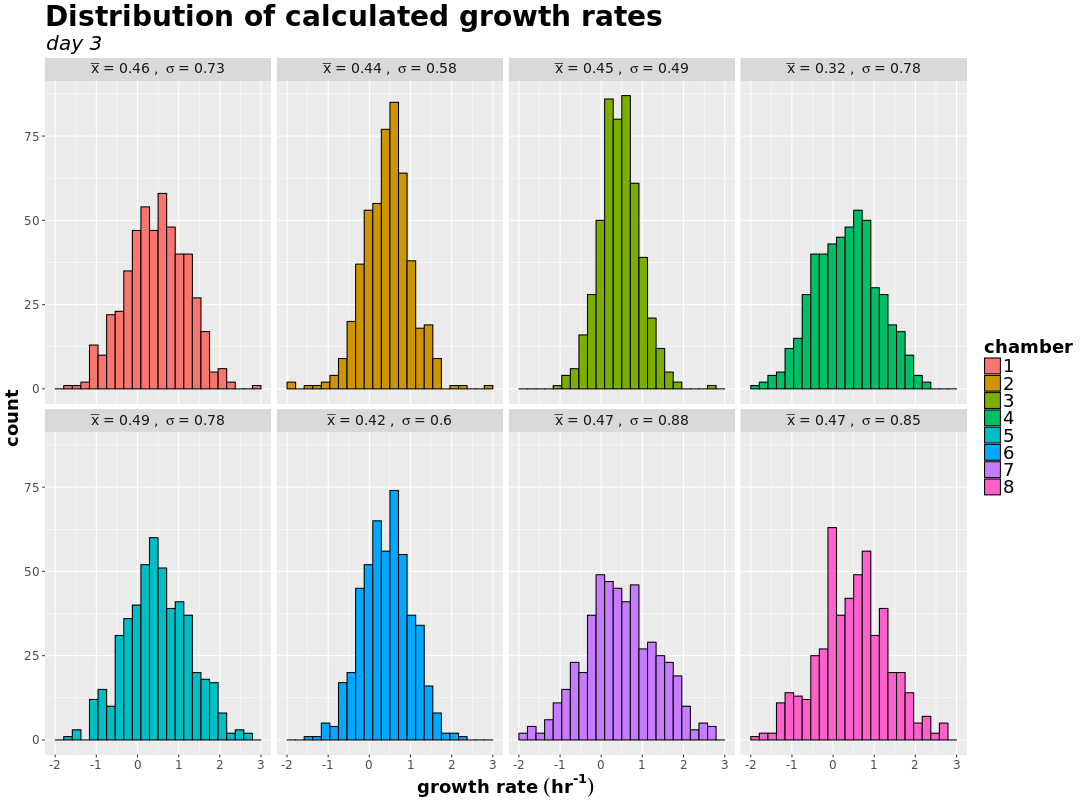 Distribution of calculated growth rates
day 3
x̅ = 0.46 , σ = 0.73
x̅ = 0.44 , σ = 0.58
x̅ = 0.45 , σ = 0.49
x̅ = 0.32 , σ = 0.78
75
50
25
0
x̅ = 0.49 , σ = 0.78
x̅ = 0.42 , σ = 0.6
x̅ = 0.47 , σ = 0.88
x̅ = 0.47 , σ = 0.85
75
50
25
0
-2 -1 0 1 2 3
-2 -1 0 1 2 3
-2 -1 0 1 2 3
-2 -1 0 1 2 3
count
growth rate (hr⁻¹)
chamber
1
2
3
4
5
6
7
8